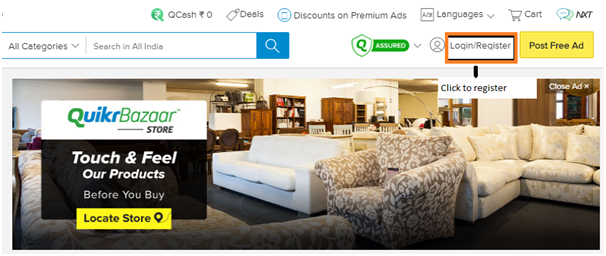 QCash ₹ 0 Deals Discounts on Premium Ads A/अ Languages Cart NXT
All Categories Search in All India Q ASSURED Login/Register Post Free Ad
Click to register
Close Ad ×
QuikrBazaar™
STORE
Touch & Feel
Our Products
Before You Buy
Locate Store